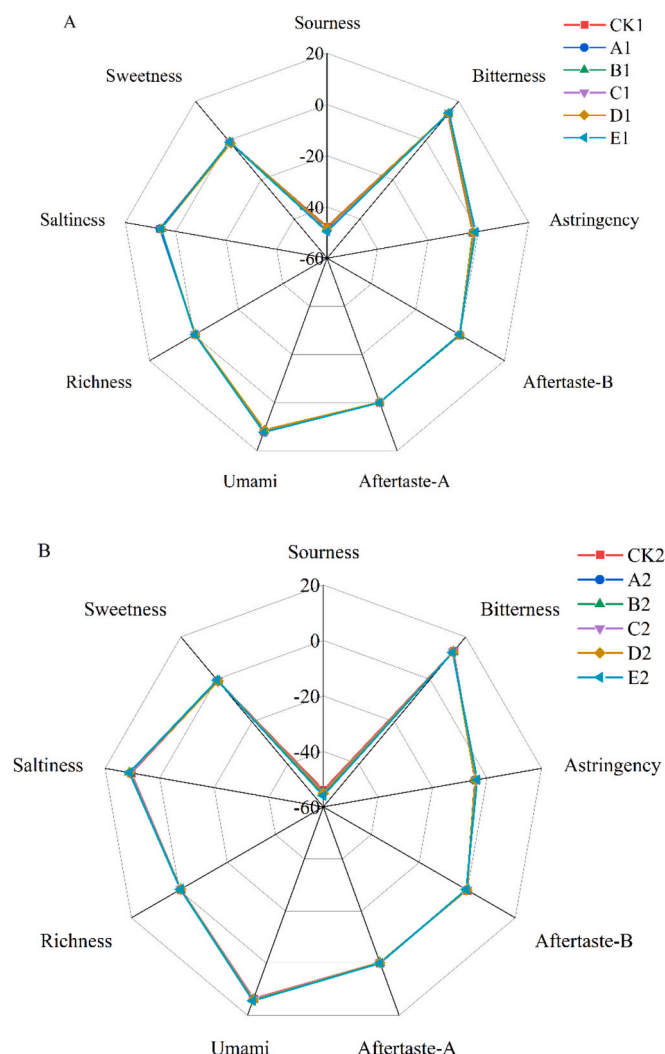 A
Sourness
Sweetness
Bitterness
Saltiness
Astringency
Richness
Aftertaste-B
Umami
Aftertaste-A
20
0
-20
40
-60
CK1
A1
B1
C1
D1
E1
B
Sourness
Sweetness
Bitterness
Saltiness
Astringency
Richness
Aftertaste-B
Umami
Aftertaste-A
20
0
-20
-40
-60
CK2
A2
B2
C2
D2
E2